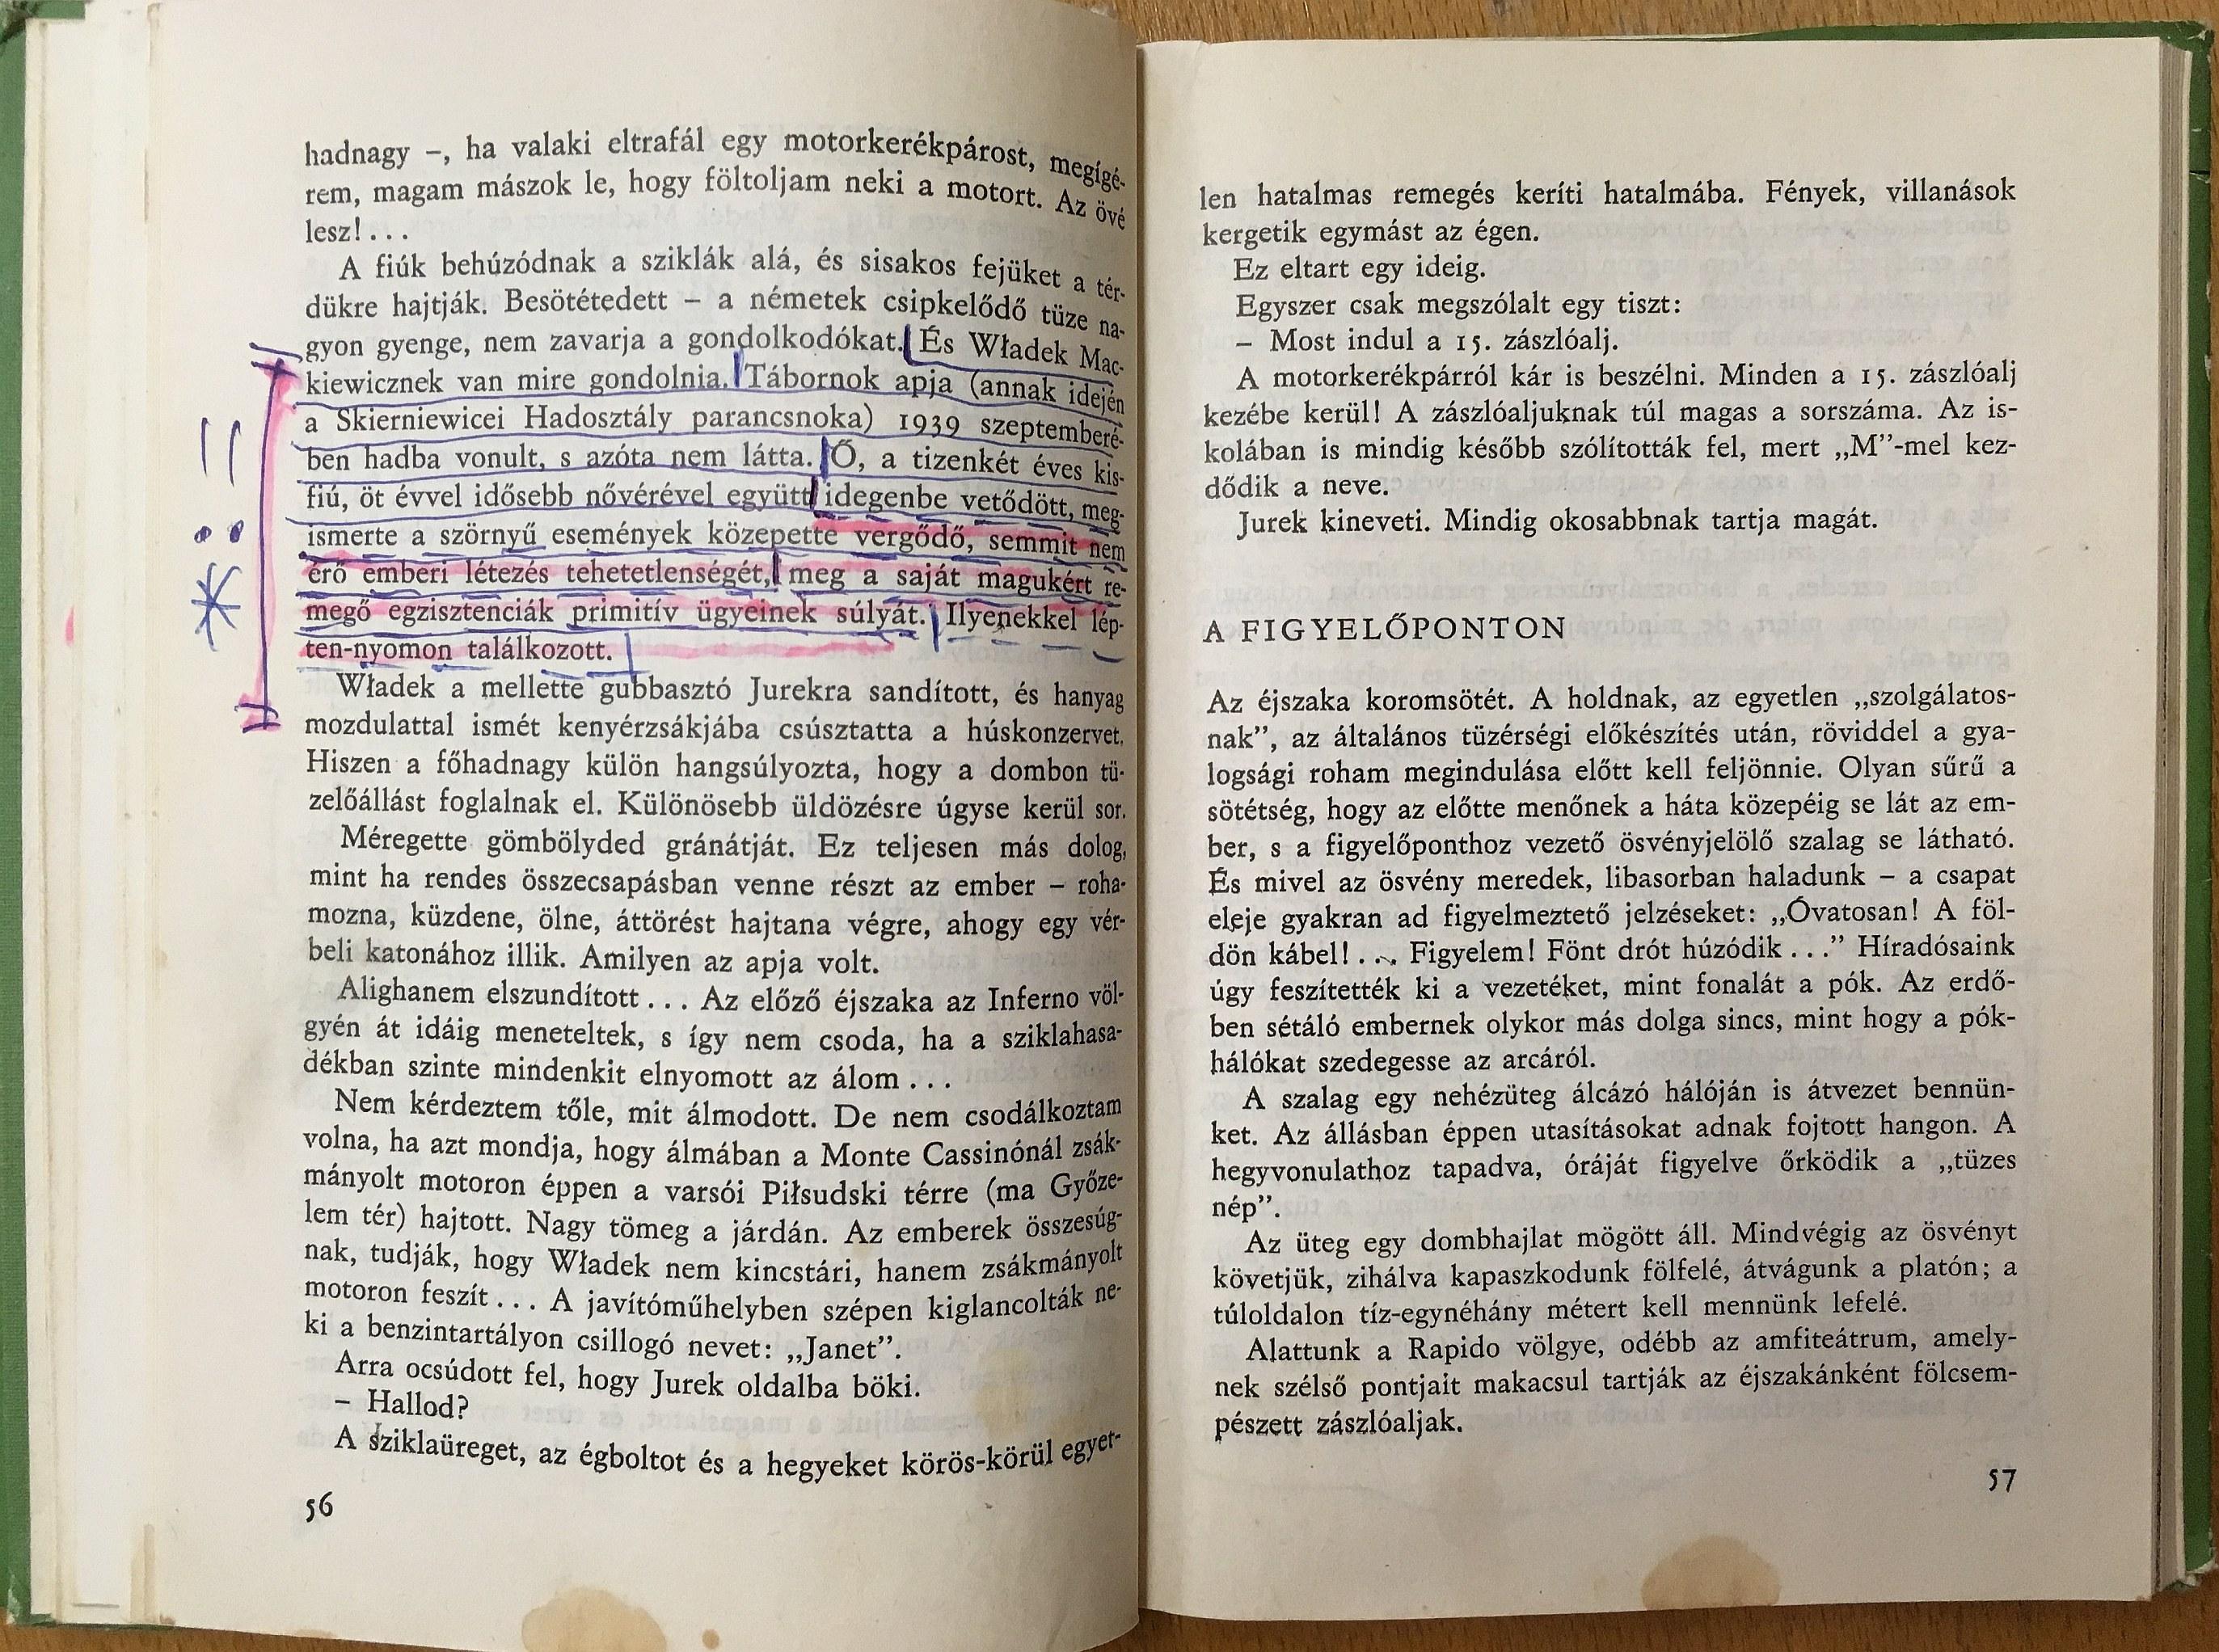 hadnagy –, ha valaki eltrafál egy motorkerékpárost, megígé-
rem, magam mászok le, hogy föltoljam neki a motort. Az övé
lesz! . . .
A fiúk behúzódnak a sziklák alá, és sisakos fejüket a tér-
dükre hajtják. Besötétedett – a németek csipkelődő tüze na-
gyon gyenge, nem zavarja a gondolkodókat. És Władek Mac-
kiewicznek van mire gondolnia. Tábornok apja (annak idején
a Skierniewicei Hadosztály parancsnoka) 1939 szeptemberé-
ben hadba vonult, s azóta nem látta. Ő, a tizenkét éves kis-
fiú, öt évvel idősebb nővérével együtt idegenbe vetődött, meg-
ismerte a szörnyű események közepette vergődő, semmit nem
érő emberi létezés tehetetlenségét, meg a saját magukért re-
megő egzisztenciák primitív ügyeinek súlyát. Ilyenekkel lép-
ten-nyomon találkozott.
Władek a mellette gubbasztó Jurekra sandított, és hanyag
mozdulattal ismét kenyérzsákjába csúsztatta a húskonzervet.
Hiszen a főhadnagy külön hangsúlyozta, hogy a dombon tü-
zelőállást foglalnak el. Különösebb üldözésre úgyse kerül sor.
Méregette gömbölyded gránátját. Ez teljesen más dolog,
mint ha rendes összecsapásban venne részt az ember – roha-
mozna, küzdene, ölne, áttörést hajtana végre, ahogy egy vér-
beli katonához illik. Amilyen az apja volt.
Alighanem elszundított . . . Az előző éjszaka az Inferno völ-
gyén át idáig meneteltek, s így nem csoda, ha a sziklahasa-
dékban szinte mindenkit elnyomott az álom . . .
Nem kérdeztem tőle, mit álmodott. De nem csodálkoztam
volna, ha azt mondja, hogy álmában a Monte Cassinónál zsák-
mányolt motoron éppen a varsói Piłsudski térre (ma Győze-
lem tér) hajtott. Nagy tömeg a járdán. Az emberek összesúg-
nak, tudják, hogy Władek nem kincstári, hanem zsákmányolt
motoron feszít . . . A javítóműhelyben szépen kiglancolták ne-
ki a benzintartályon csillogó nevet: „Janet”.
Arra ocsúdott fel, hogy Jurek oldalba böki.
– Hallod?
A sziklaüreget, az égboltot és a hegyeket körös-körül egyet-
56
len hatalmas remegés keríti hatalmába. Fények, villanások
kergetik egymást az égen.
Ez eltart egy ideig.
Egyszer csak megszólalt egy tiszt:
– Most indul a 15. zászlóalj.
A motorkerékpárról kár is beszélni. Minden a 15. zászlóalj
kezébe kerül! A zászlóaljuknak túl magas a sorszáma. Az is-
kolában is mindig később szólították fel, mert „M”-mel kez-
dődik a neve.
Jurek kineveti. Mindig okosabbnak tartja magát.
A FIGYELŐPONTON
Az éjszaka koromsötét. A holdnak, az egyetlen „szolgálatos-
nak”, az általános tüzérségi előkészítés után, röviddel a gya-
logsági roham megindulása előtt kell feljönnie. Olyan sűrű a
sötétség, hogy az előtte menőnek a háta közepéig se lát az em-
ber, s a figyelőponthoz vezető ösvényjelölő szalag se látható.
És mivel az ösvény meredek, libasorban haladunk – a csapat
eleje gyakran ad figyelmeztető jelzéseket: „Óvatosan! A föl-
dön kábel! . . . Figyelem! Fönt drót húzódik . . .” Híradósaink
úgy feszítették ki a vezetéket, mint fonalát a pók. Az erdő-
ben sétáló embernek olykor más dolga sincs, mint hogy a pók-
hálókat szedegesse az arcáról.
A szalag egy nehézüteg álcázó hálóján is átvezet bennün-
ket. Az állásban éppen utasításokat adnak fojtott hangon. A
hegyvonulathoz tapadva, óráját figyelve őrködik a „tüzes
nép”.
Az üteg egy dombhajlat mögött áll. Mindvégig az ösvényt
követjük, zihálva kapaszkodunk fölfelé, átvágunk a platón; a
túloldalon tíz-egynéhány métert kell mennünk lefelé.
Alattunk a Rapido völgye, odébb az amfiteátrum, amely-
nek szélső pontjait makacsul tartják az éjszakánként fölcsem-
pészett zászlóaljak.
57